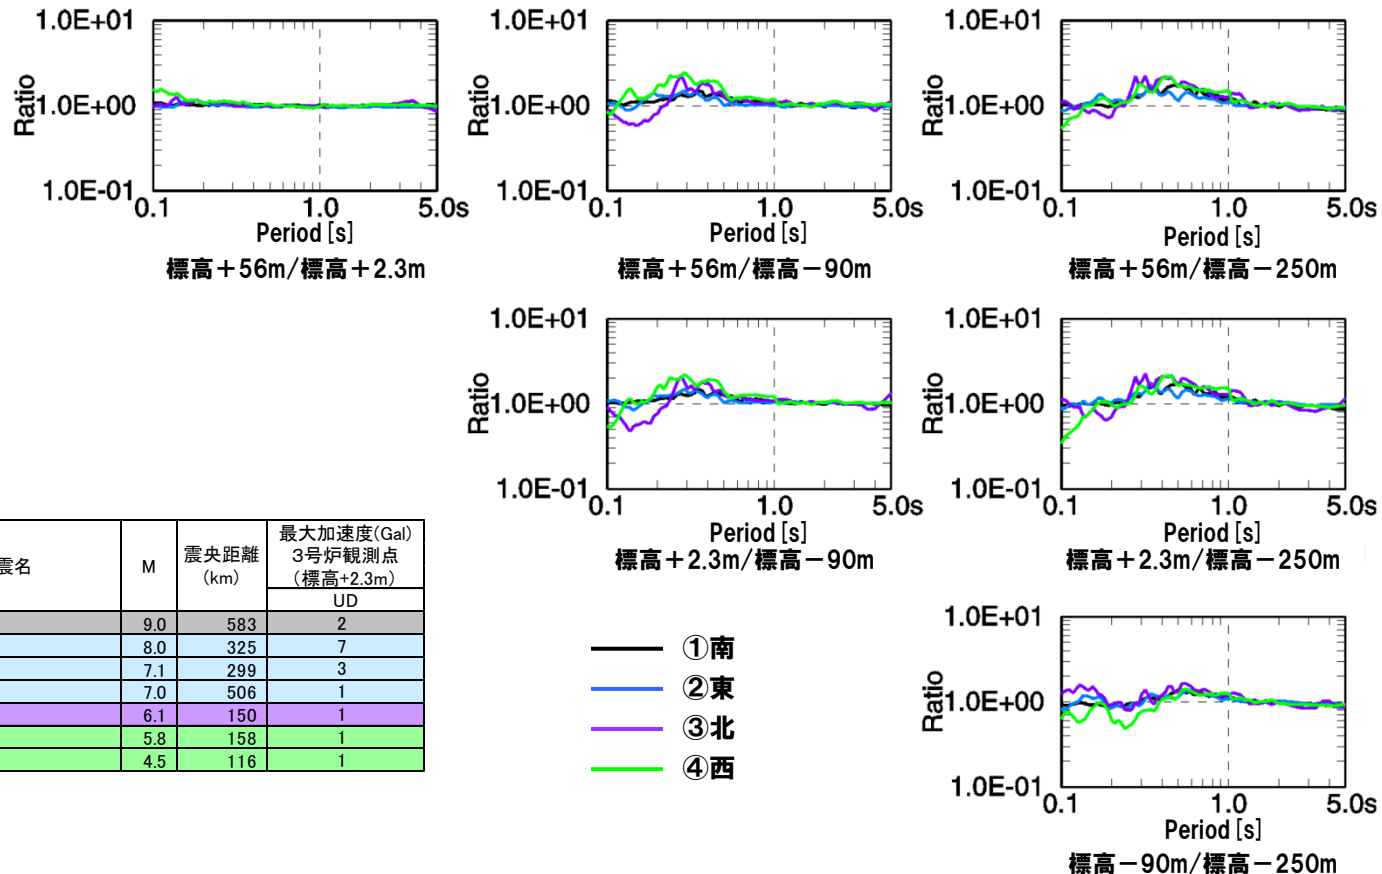 1.0E+01
1.0E+00
1.0E-01
Ratio
0.1 1.0 5.0s
Period [s]
標高+56m/標高+2.3m
1.0E+01
1.0E+00
1.0E-01
Ratio
0.1 1.0 5.0s
Period [s]
標高+56m/標高-90m
1.0E+01
1.0E+00
1.0E-01
Ratio
0.1 1.0 5.0s
Period [s]
標高+56m/標高-250m
1.0E+01
1.0E+00
1.0E-01
Ratio
0.1 1.0 5.0s
Period [s]
標高+2.3m/標高-90m
1.0E+01
1.0E+00
1.0E-01
Ratio
0.1 1.0 5.0s
Period [s]
標高+2.3m/標高-250m
震名 M 震央距離 最大加速度(Gal)
(km) 3号炉観測点
(標高+2.3m)
UD
9.0 583 2
8.0 325 7
7.1 299 3
7.0 506 1
6.1 150 1
5.8 158 1
4.5 116 1
①南
②東
③北
④西
1.0E+01
1.0E+00
1.0E-01
Ratio
0.1 1.0 5.0s
Period [s]
標高-90m/標高-250m